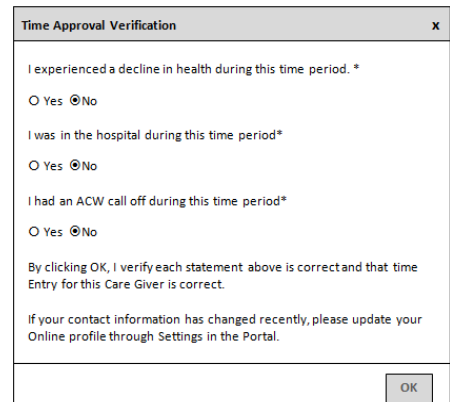 Time Approval Verification x
I experienced a decline in health during this time period. *
Yes No
I was in the hospital during this time period*
Yes No
I had an ACW call off during this time period*
Yes No
By clicking OK, I verify each statement above is correct and that time
Entry for this Care Giver is correct.
If your contact information has changed recently, please update your
Online profile through Settings in the Portal.
OK